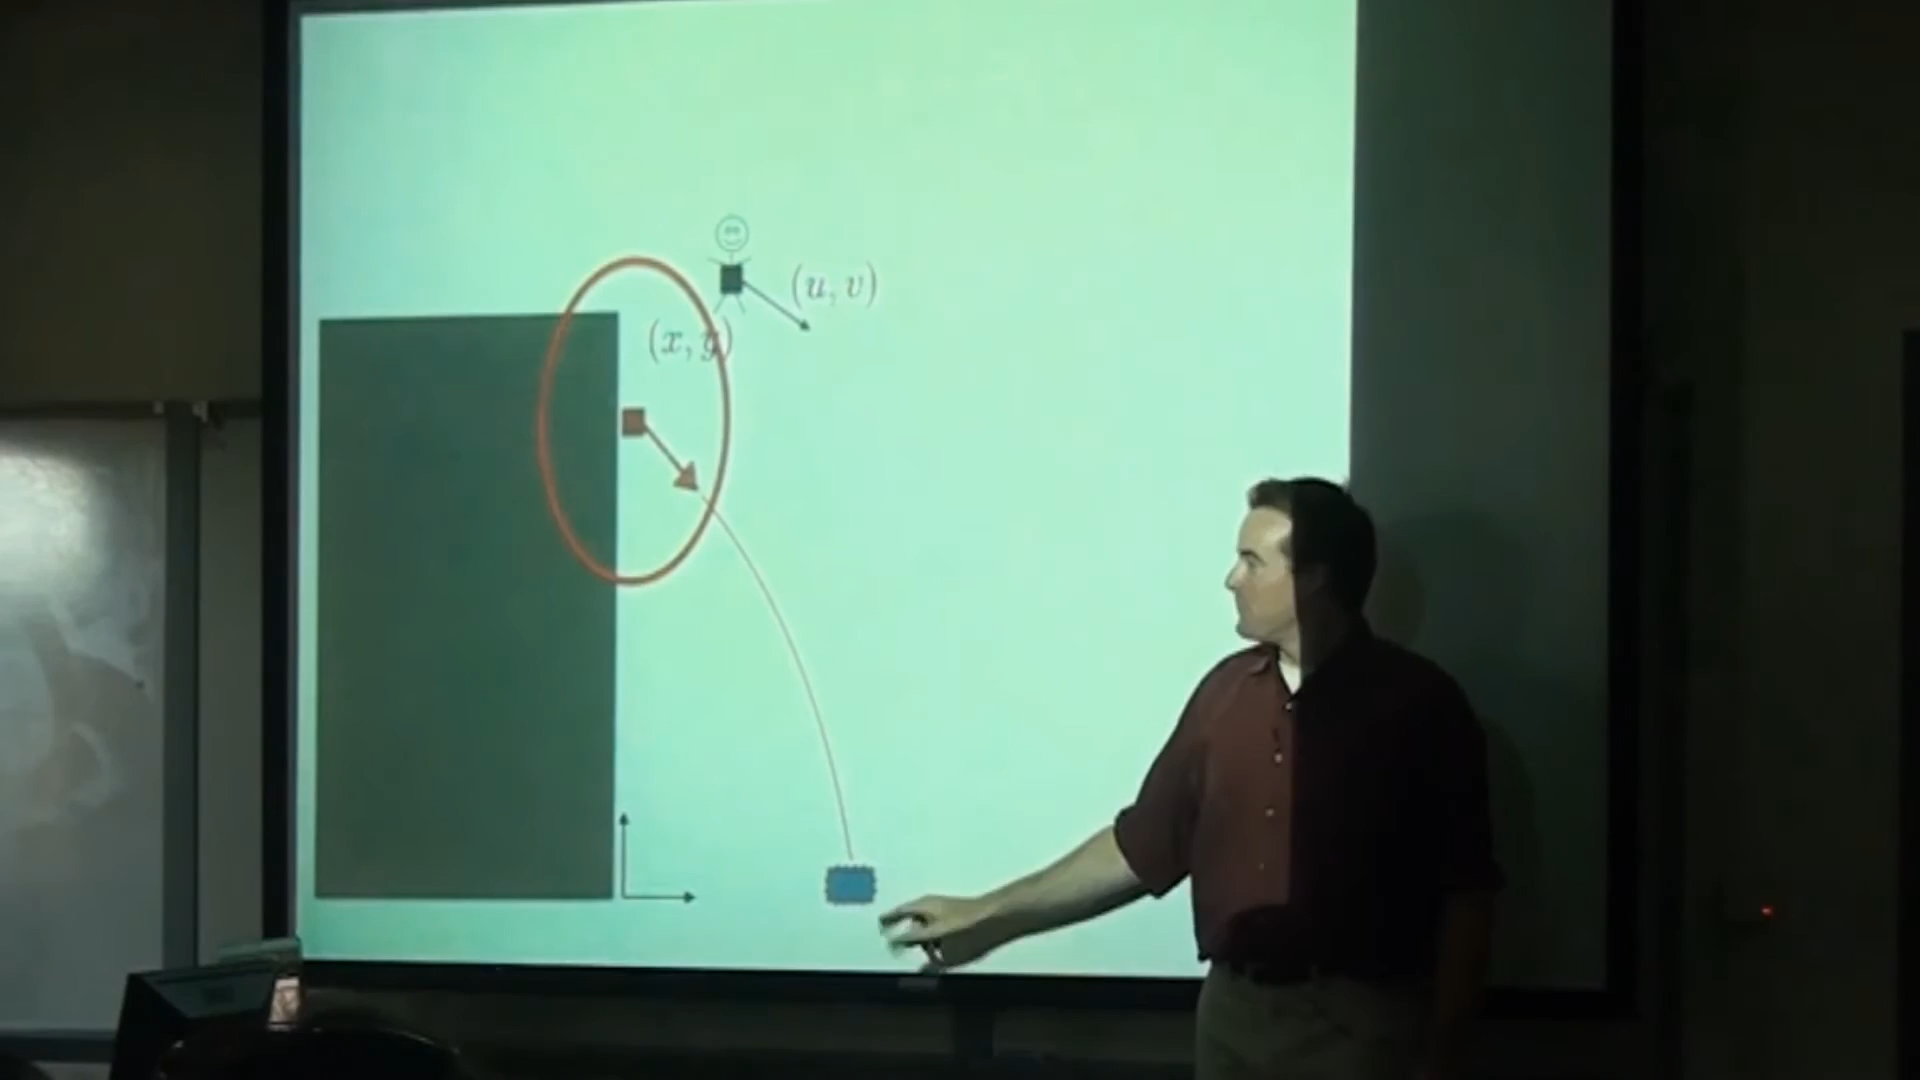 (u, v)
(x, y)